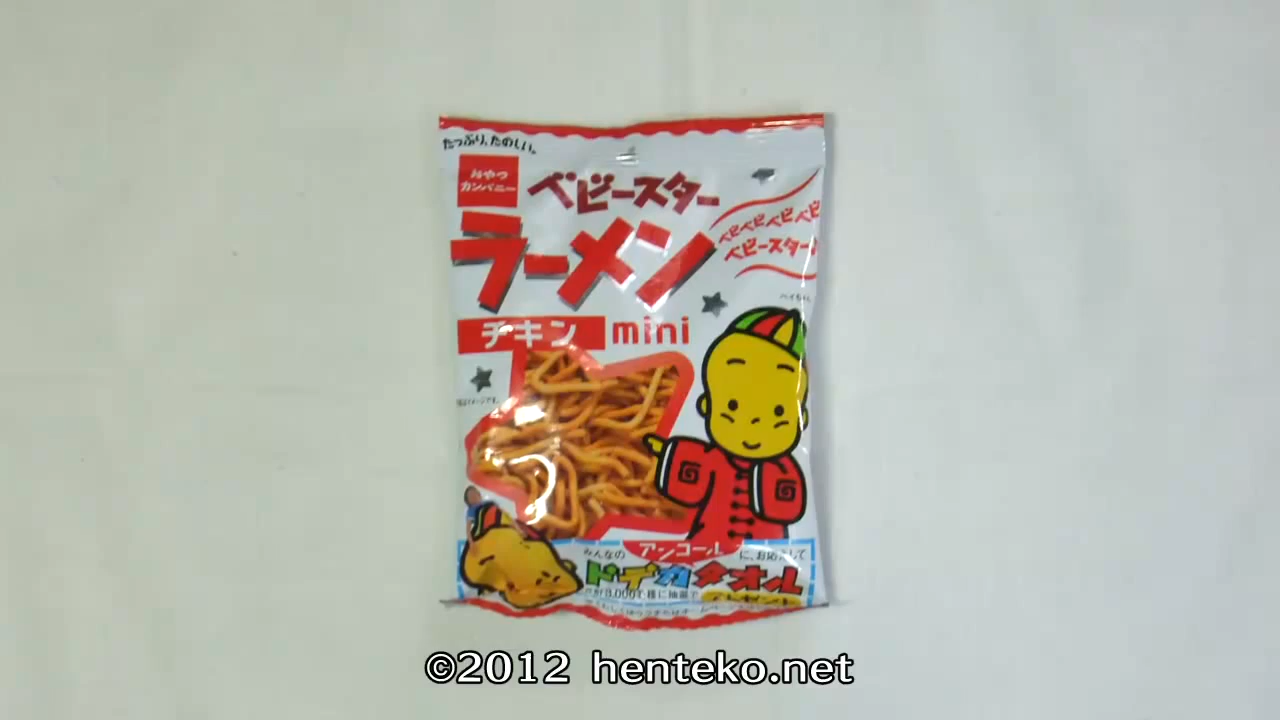 たっぷり、たのしい。
おやつ
カンパニー
ベビースター
ラーメン
ベビベビベビベビ
ベビースター!
チキン mini
みんなの アンコール に、お応えして
ドデカタオル
プレゼント
©2012 henteko.net